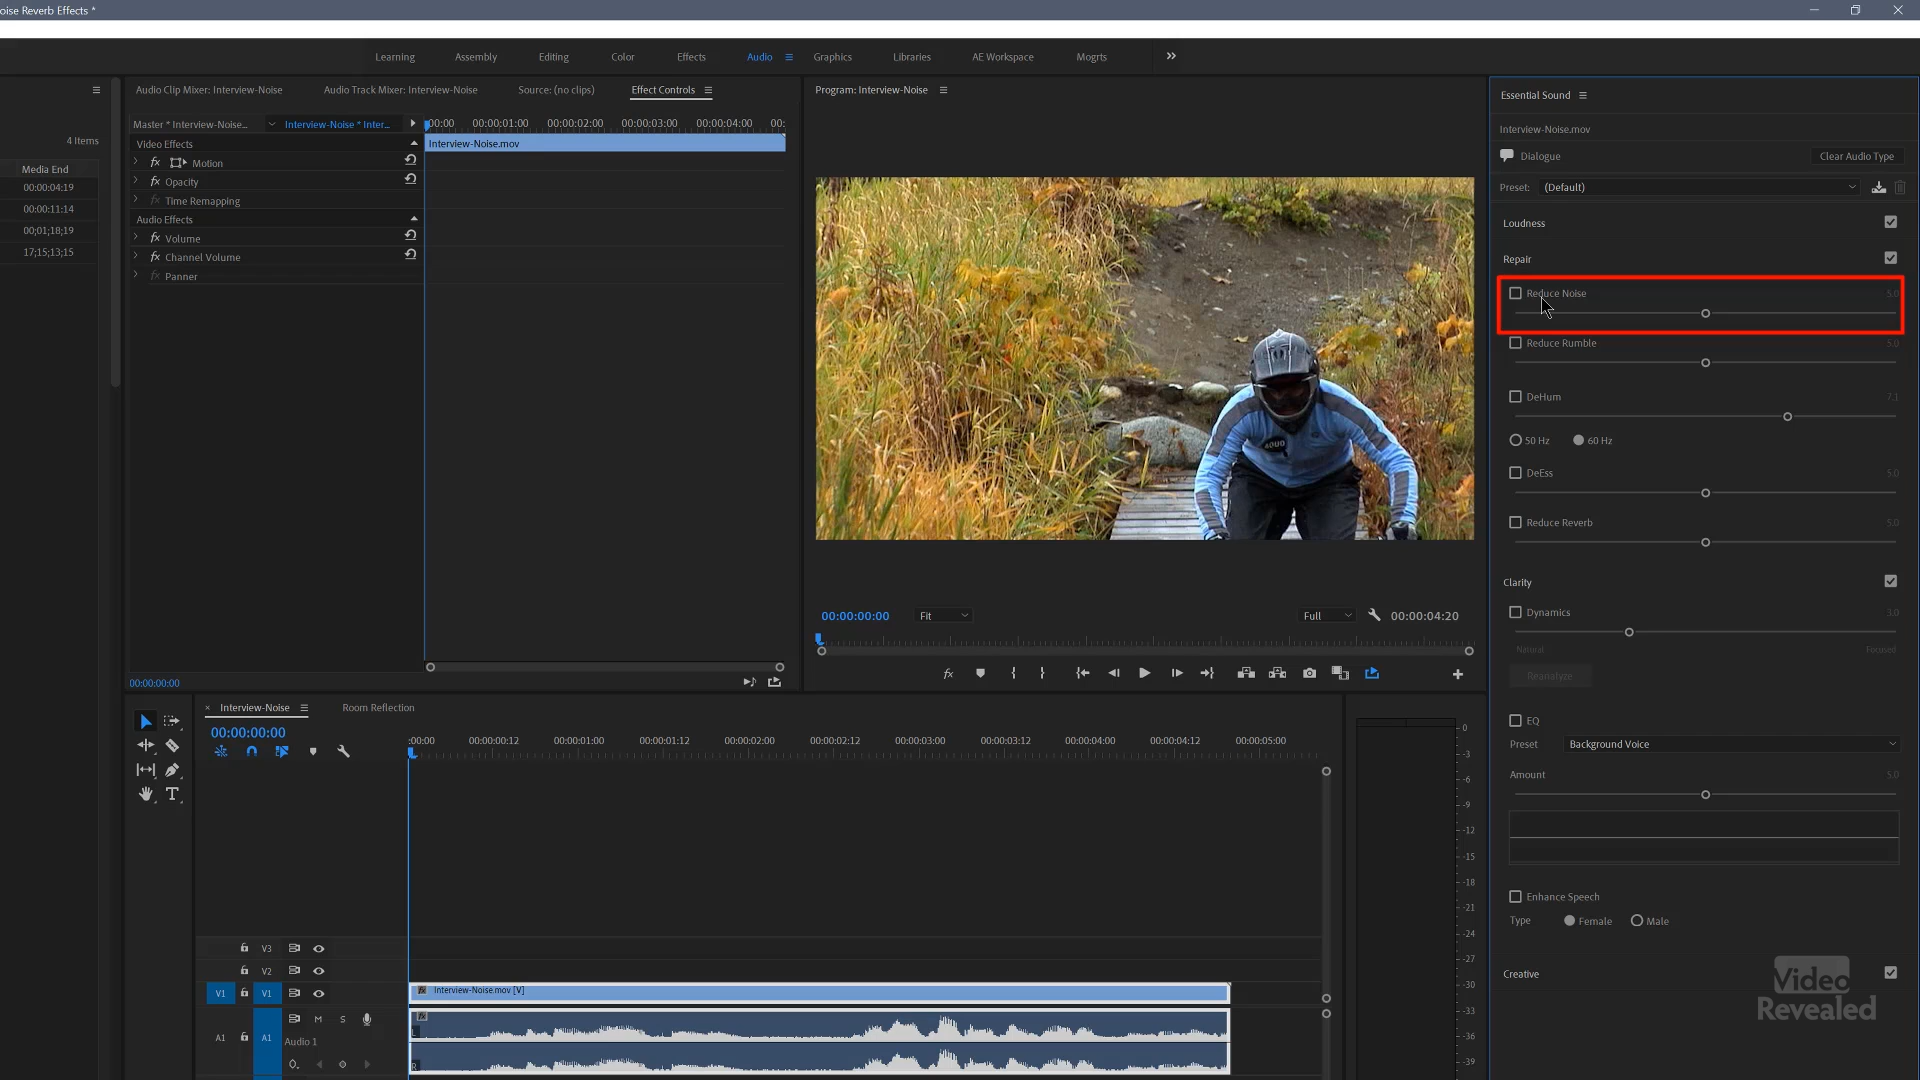 oise Reverb Effects *
Learning Assembly Editing Color Effects Audio Graphics Libraries AE Workspace Mogrts
4 Items
Media End
00:00:04:19
00:00:11:14
00;01;18;19
17;15;13;15
Audio Clip Mixer: Interview-Noise Audio Track Mixer: Interview-Noise Source: (no clips) Effect Controls
Master * Interview-Noise... Interview-Noise * Inter...
Video Effects
fx Motion
fx Opacity
fx Time Remapping
Audio Effects
fx Volume
fx Channel Volume
fx Panner
00:00 00:00:01:00 00:00:02:00 00:00:03:00 00:00:04:00 00:
Interview-Noise.mov
00:00:00:00
Program: Interview-Noise
00:00:00:00 Fit Full 00:00:04:20
fx
Essential Sound
Interview-Noise.mov
Dialogue Clear Audio Type
Preset: (Default)
Loudness
Repair
Reduce Noise 5.0
Reduce Rumble 5.0
DeHum 7.1
50 Hz 60 Hz
DeEss 5.0
Reduce Reverb 5.0
Clarity
Dynamics 3.0
Natural Focused
Reanalyze
EQ
Preset Background Voice
Amount 5.0
Enhance Speech
Type Female Male
Creative
Video
Revealed
× Interview-Noise Room Reflection
00:00:00:00
:00:00 00:00:00:12 00:00:01:00 00:00:01:12 00:00:02:00 00:00:02:12 00:00:03:00 00:00:03:12 00:00:04:00 00:00:04:12 00:00:05:00
V3
V2
V1 V1 fx Interview-Noise.mov [V]
A1 A1 M S fx
Audio 1
L
R
0
-3
-6
-9
-12
-15
-18
-21
-24
-27
-30
-33
-36
-39